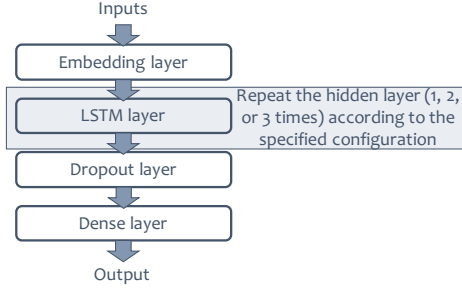 Inputs
Embedding layer
LSTM layer
Repeat the hidden layer (1, 2,
or 3 times) according to the
specified configuration
Dropout layer
Dense layer
Output